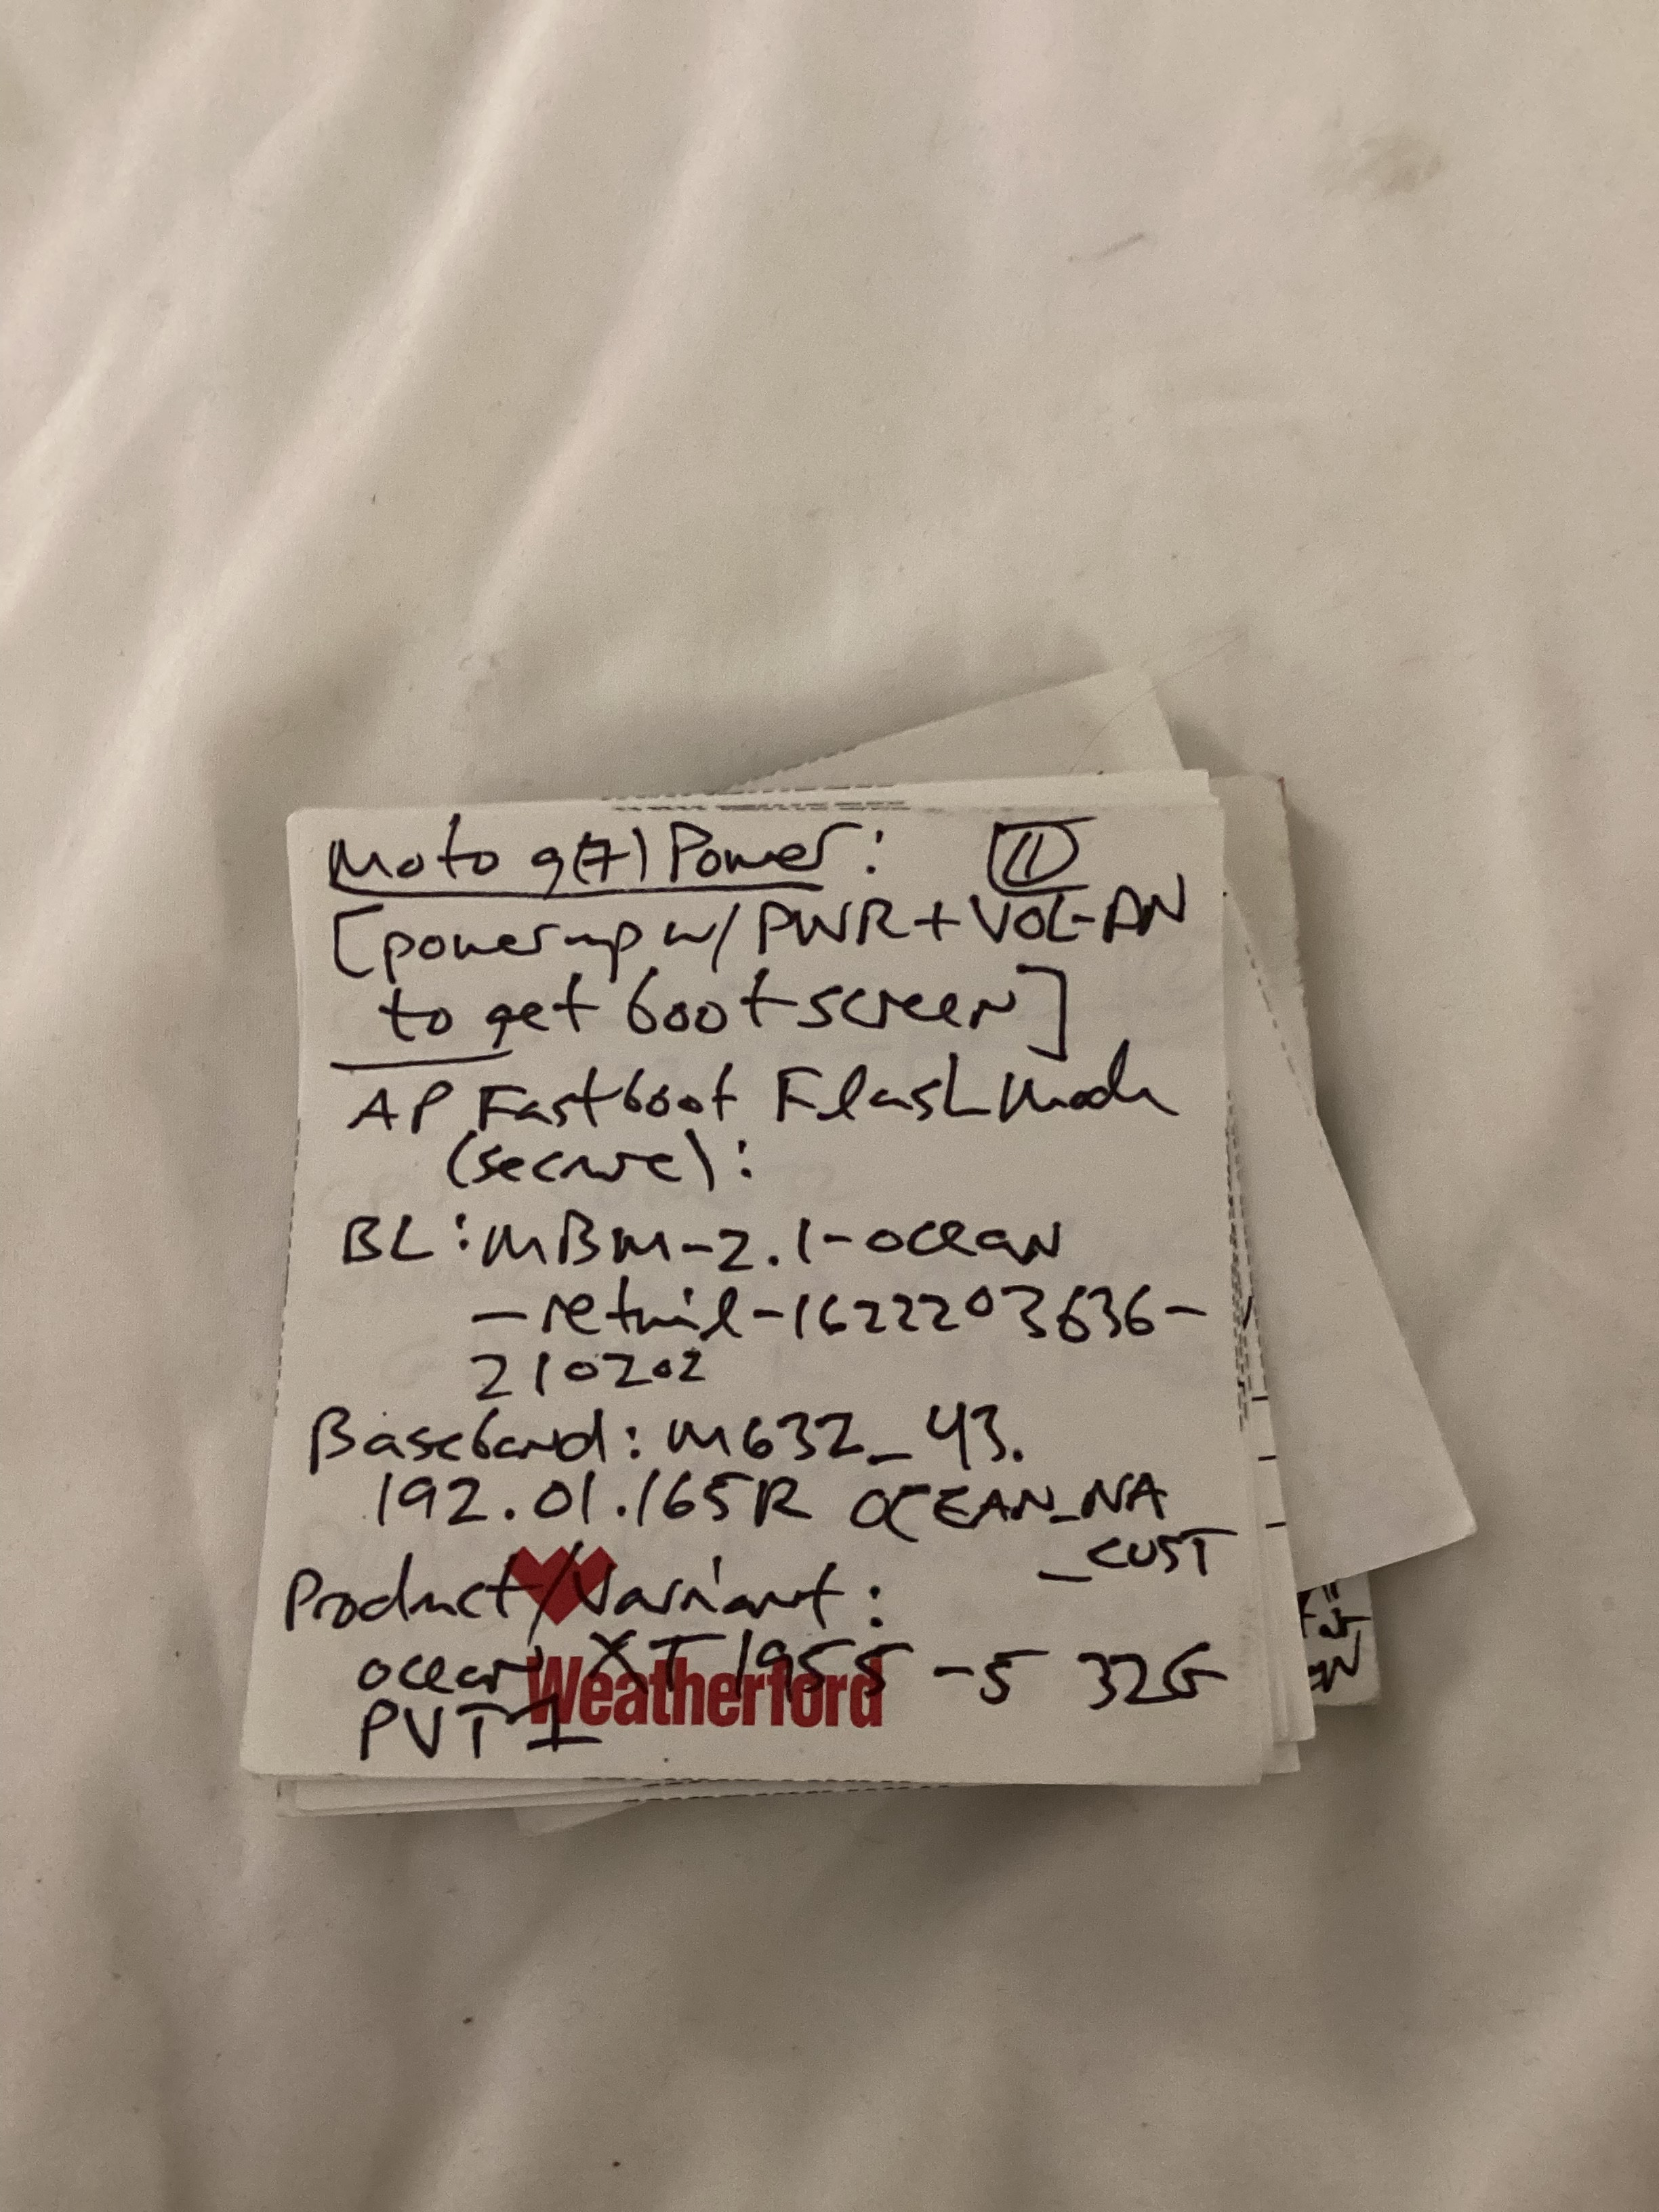 Moto g(7) Power: 11
[power-up w/ PWR + VOL-DN
to get boot screen]
AP Fastboot Flash Mode
(secure):
BL: MBM-2.1-ocean
-retail-1622203636-
210202
Baseband: M632_43.
192.01.165R OCEAN_NA
_CUST
Product/Variant:
ocean XT1955-5 32G
PVT1
Weatherford